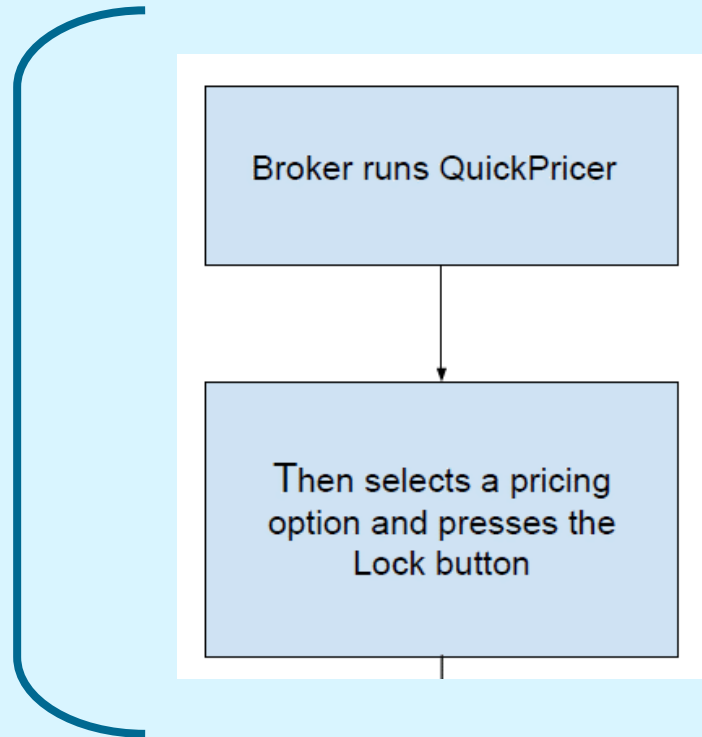 Broker runs QuickPricer
Then selects a pricing
option and presses the
Lock button